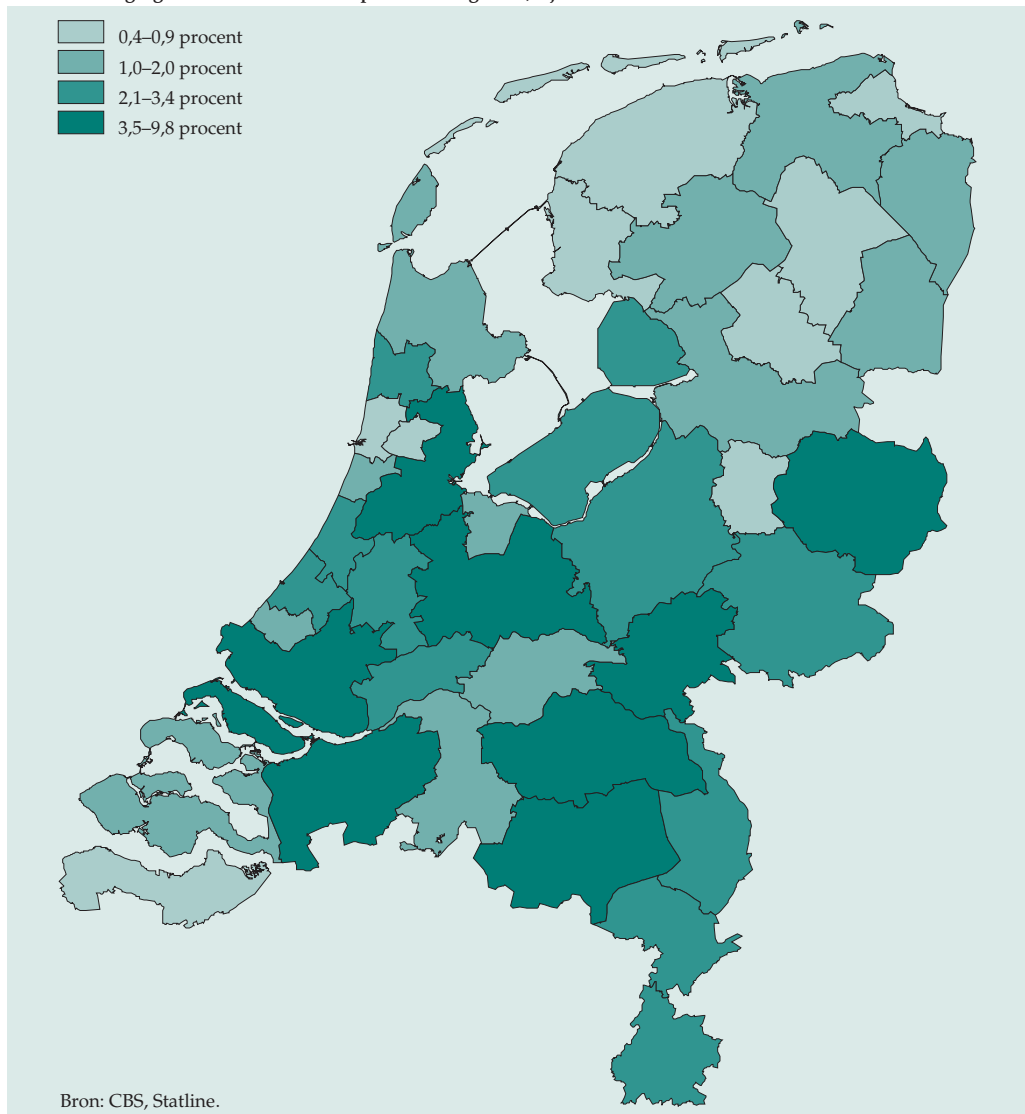 0,4–0,9 procent
1,0–2,0 procent
2,1–3,4 procent
3,5–9,8 procent
Bron: CBS, Statline.